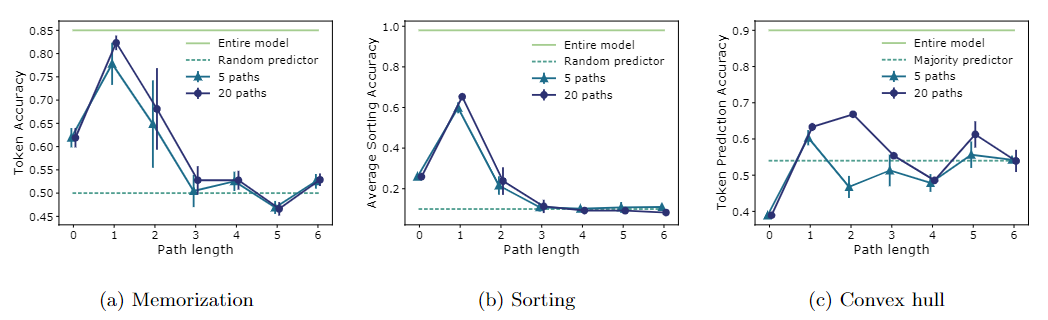 0.85
0.80
0.75
0.70
0.65
0.60
0.55
0.50
0.45
Token Accuracy
Entire model
Random predictor
5 paths
20 paths
0 1 2 3 4 5 6
Path length
(a) Memorization
1.0
0.8
0.6
0.4
0.2
Average Sorting Accuracy
Entire model
Random predictor
5 paths
20 paths
0 1 2 3 4 5 6
Path length
(b) Sorting
0.9
0.8
0.7
0.6
0.5
0.4
Token Prediction Accuracy
Entire model
Majority predictor
5 paths
20 paths
0 1 2 3 4 5 6
Path length
(c) Convex hull